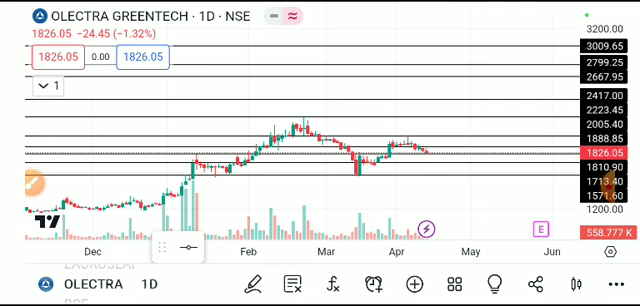 OLECTRA GREENTECH · 1D · NSE
1826.05 −24.45 (−1.32%)
1826.05 0.00 1826.05
1
3200.00
3009.65
2799.25
2667.95
2417.00
2223.45
2005.40
1888.85
1826.05
1810.90
1713.40
1571.60
1200.00
558.777 K
E
Dec Feb Mar Apr May Jun
LAURUSLAB
OLECTRA 1D
BSE